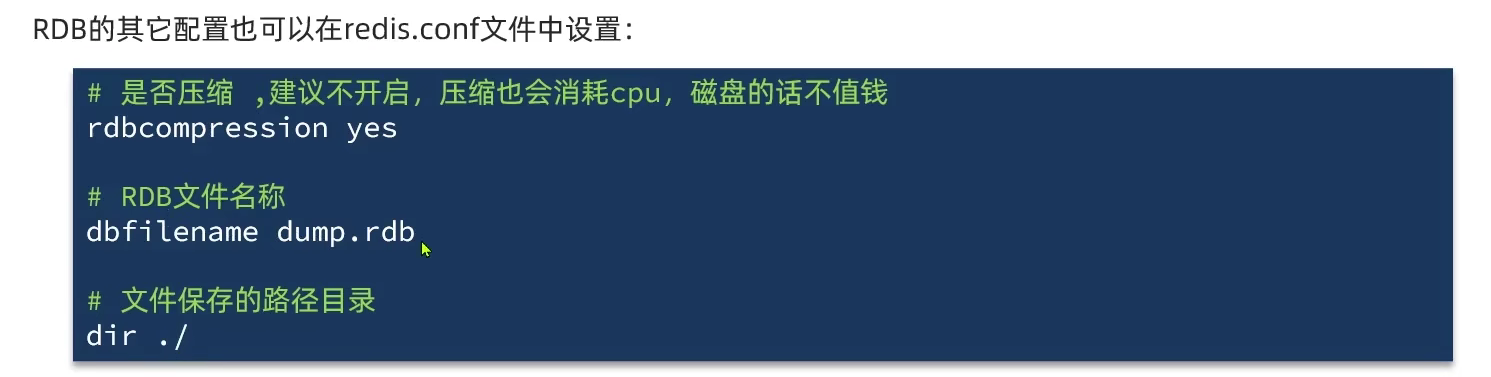 RDB的其它配置也可以在redis.conf文件中设置：
# 是否压缩 ,建议不开启，压缩也会消耗cpu，磁盘的话不值钱
rdbcompression yes
# RDB文件名称
dbfilename dump.rdb
# 文件保存的路径目录
dir ./